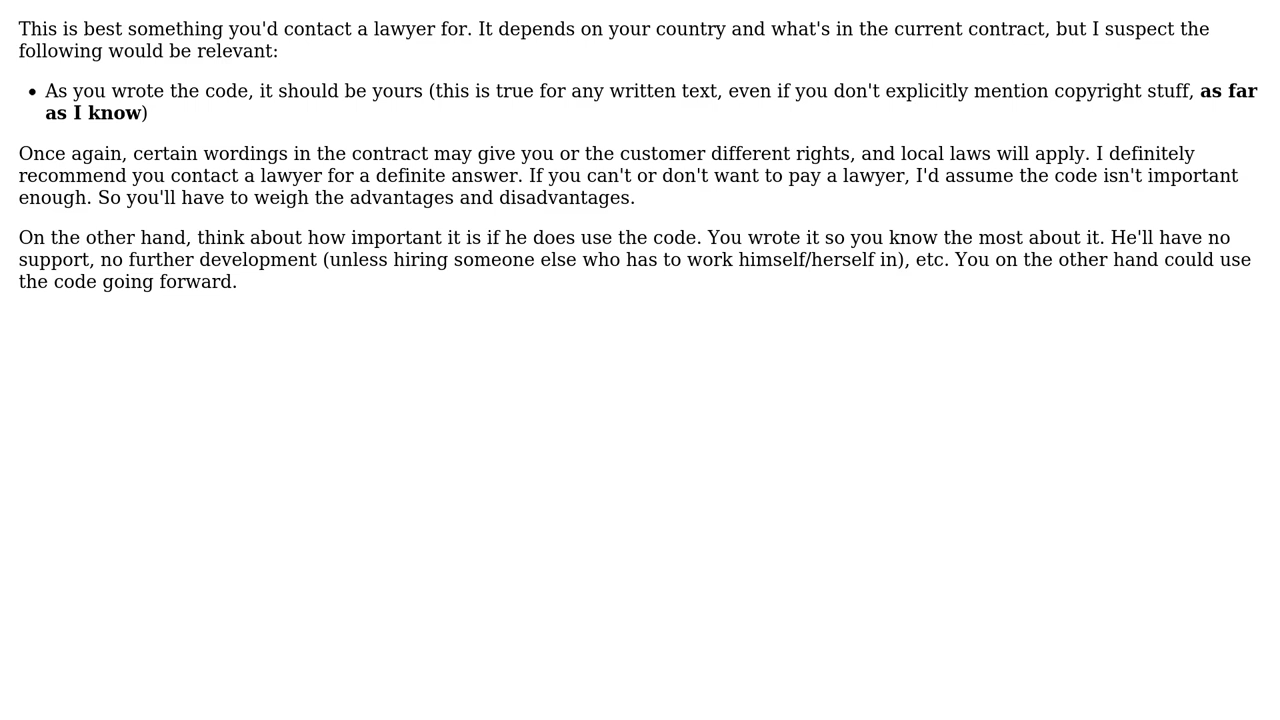 This is best something you'd contact a lawyer for. It depends on your country and what's in the current contract, but I suspect the
following would be relevant:
• As you wrote the code, it should be yours (this is true for any written text, even if you don't explicitly mention copyright stuff, as far
as I know)
Once again, certain wordings in the contract may give you or the customer different rights, and local laws will apply. I definitely
recommend you contact a lawyer for a definite answer. If you can't or don't want to pay a lawyer, I'd assume the code isn't important
enough. So you'll have to weigh the advantages and disadvantages.
On the other hand, think about how important it is if he does use the code. You wrote it so you know the most about it. He'll have no
support, no further development (unless hiring someone else who has to work himself/herself in), etc. You on the other hand could use
the code going forward.